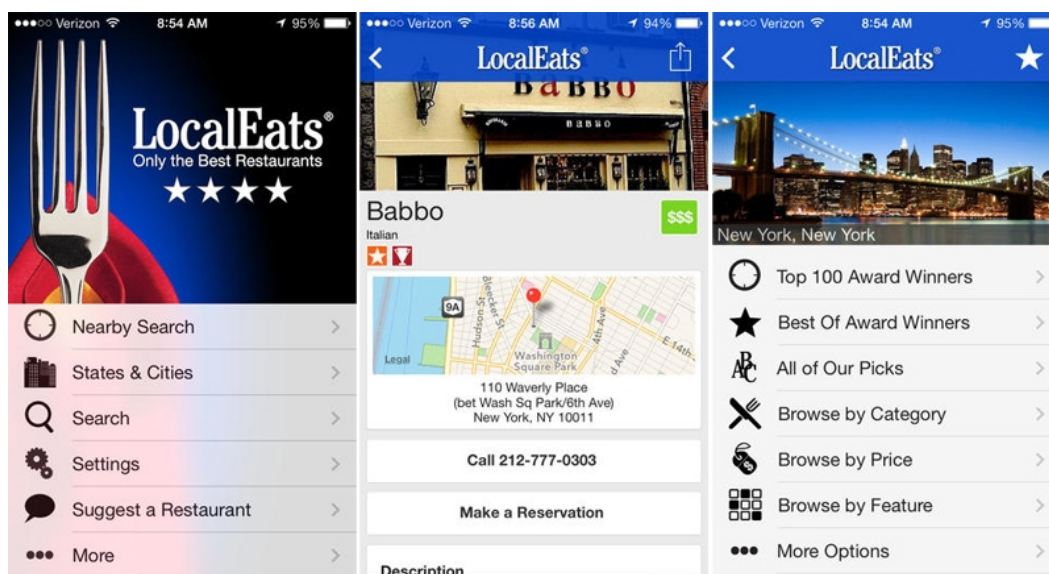 Verizon 8:54 AM 95%
LocalEats®
Only the Best Restaurants
Nearby Search
States & Cities
Search
Settings
Suggest a Restaurant
More
Verizon 8:56 AM 94%
LocalEats®
BABBO
BABBO
Babbo
$$$
Italian
9A
Hudson St
Bleecker St
4th Ave
E 14th
d Ave
Legal
Washington
Square Park
110 Waverly Place
(bet Wash Sq Park/6th Ave)
New York, NY 10011
Call 212-777-0303
Make a Reservation
Description
Verizon 8:54 AM 95%
LocalEats®
New York, New York
Top 100 Award Winners
Best Of Award Winners
ABC
All of Our Picks
Browse by Category
Browse by Price
Browse by Feature
More Options